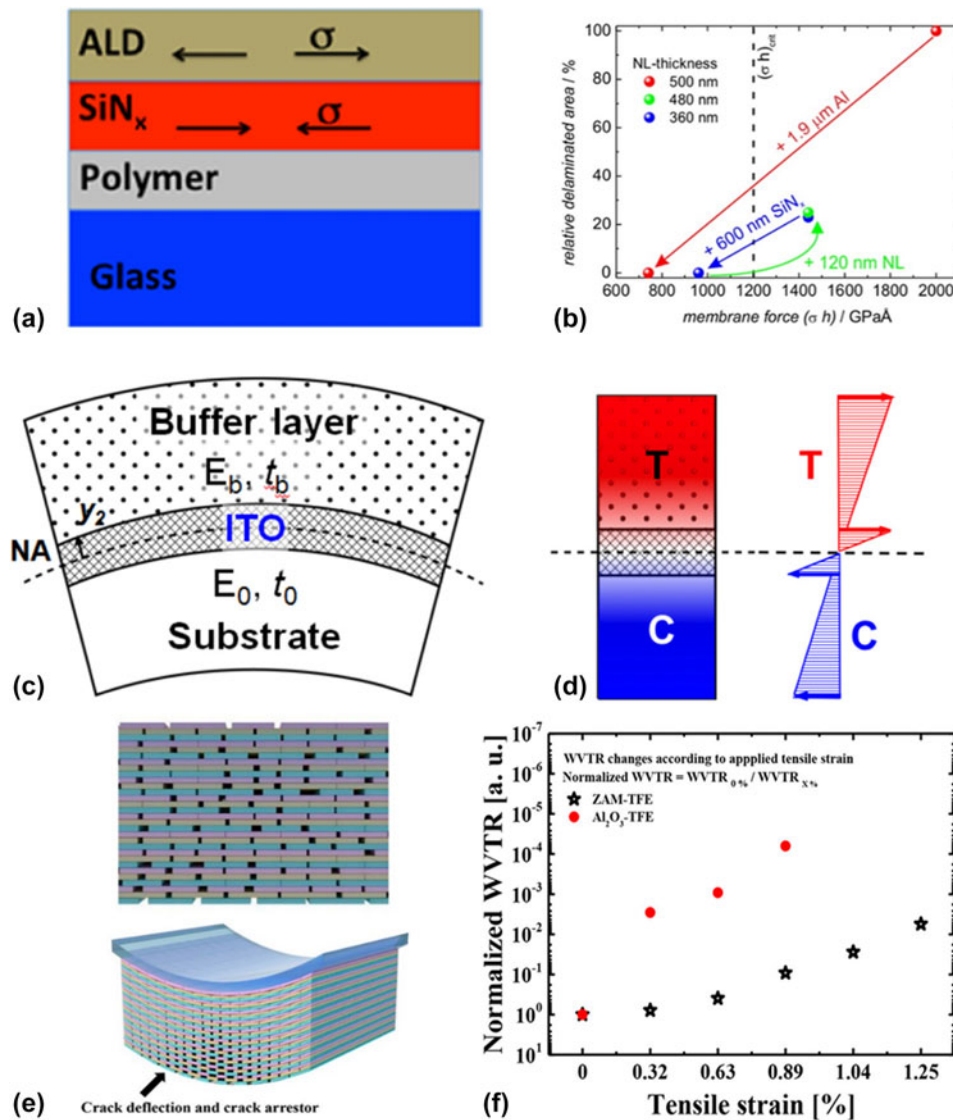 ALD
σ
SiNx
σ
Polymer
Glass
(a)
relative delaminated area / %
100
80
60
40
20
0
NL-thickness
500 nm
480 nm
360 nm
(σ h)crit
+ 1.9 μm Al
+ 600 nm SiNx
+ 120 nm NL
600 800 1000 1200 1400 1600 1800 2000
membrane force (σ h) / GPaÅ
(b)
Buffer layer
Eb, tb
y2
ITO
NA
E0, t0
Substrate
(c)
T T
C C
(d)
Crack deflection and crack arrestor
(e)
Normalized WVTR [a. u.]
10-7
10-6
10-5
10-4
10-3
10-2
10-1
100
101
WVTR changes according to appplied tensile strain
Normalized WVTR = WVTR0% / WVTRX%
ZAM-TFE
Al2O3-TFE
0 0.32 0.63 0.89 1.04 1.25
Tensile strain [%]
(f)